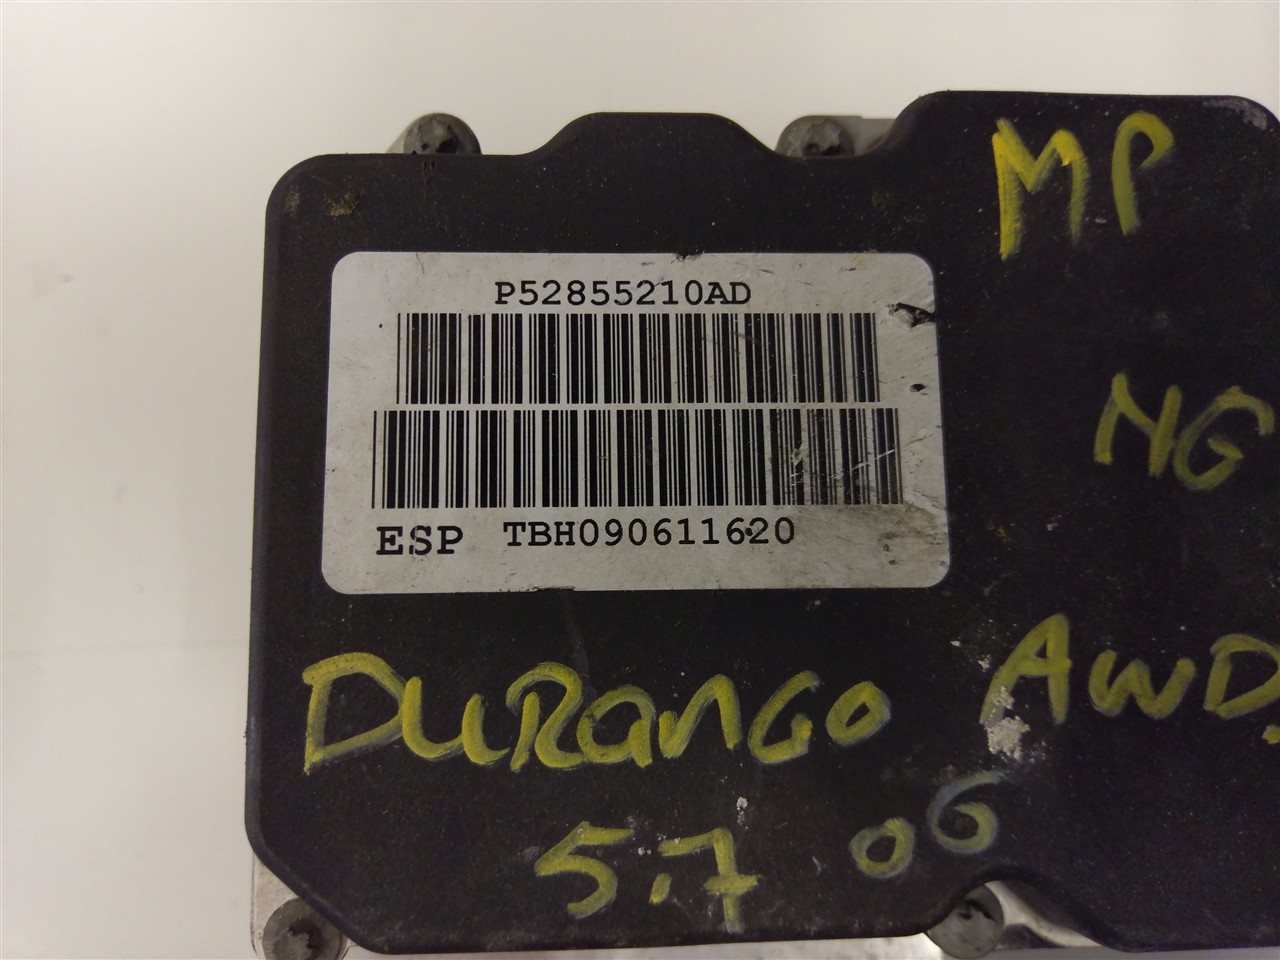 MP
P52855210AD
NG
ESP TBH090611620
DURANGO AWD
5.7 06